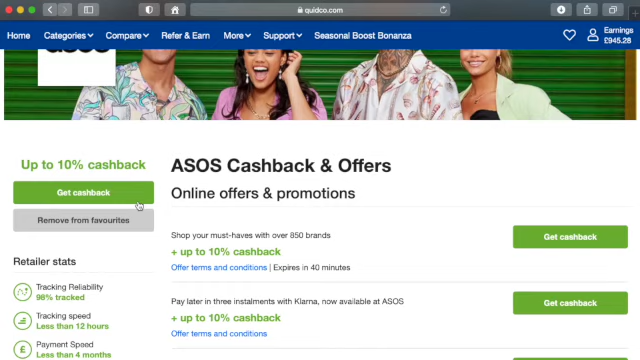 quidco.com
Home Categories Compare Refer & Earn More Support Seasonal Boost Bonanza Earnings
£945.28
asos
Up to 10% cashback
Get cashback
Remove from favourites
Retailer stats
Tracking Reliability
98% tracked
Tracking speed
Less than 12 hours
£ Payment Speed
Less than 4 months
ASOS Cashback & Offers
Online offers & promotions
Shop your must-haves with over 850 brands
+ up to 10% cashback
Offer terms and conditions | Expires in 40 minutes
Get cashback
Pay later in three instalments with Klarna, now available at ASOS
+ up to 10% cashback
Offer terms and conditions
Get cashback